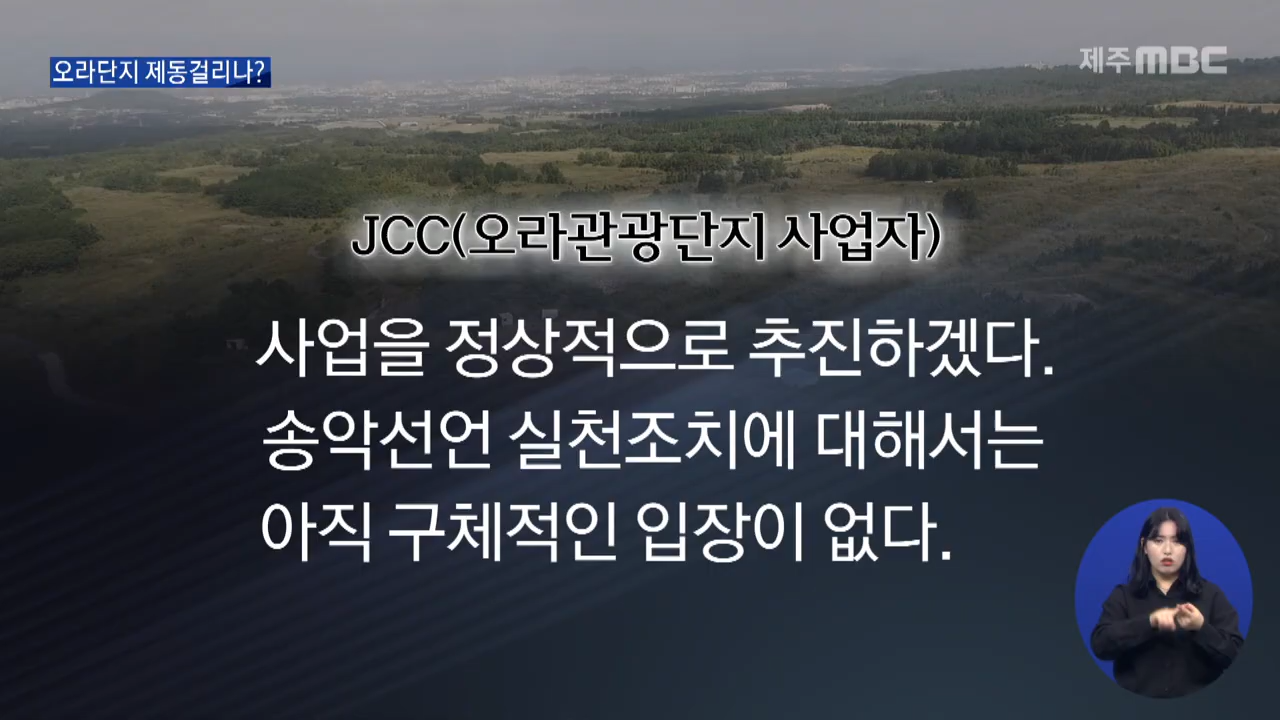 오라단지 제동걸리나?
제주MBC
JCC(오라관광단지 사업자)
사업을 정상적으로 추진하겠다.
송악선언 실천조치에 대해서는
아직 구체적인 입장이 없다.